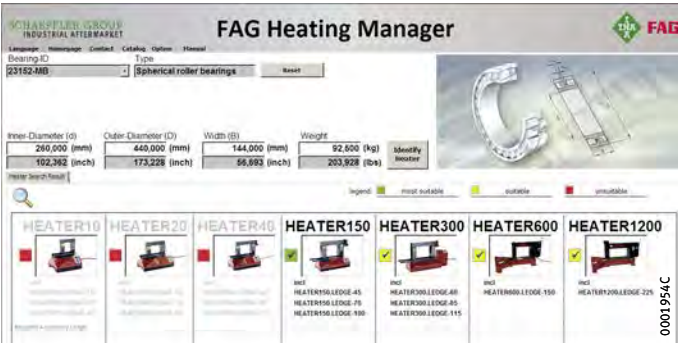 SCHAEFFLER GROUP
INDUSTRIAL AFTERMARKET
FAG Heating Manager
INA FAG
Language Homepage Contact Catalog Option Manual
Bearing-ID Type
23152-MB Spherical roller bearings Reset
Inner-Diameter (d) Outer-Diameter (D) Width (B) Weight
260,000 (mm) 440,000 (mm) 144,000 (mm) 92,500 (kg) Identify
102,362 (inch) 173,228 (inch) 56,693 (inch) 203,928 (lbs) Heater
Heater Search Result
legend: most suitable suitable unsuitable
HEATER10 HEATER20 HEATER40 HEATER150 HEATER300 HEATER600 HEATER1200
incl incl incl incl
HEATER150.LEDGE-45 HEATER300.LEDGE-60 HEATER600.LEDGE-150 HEATER1200.LEDGE-225
HEATER150.LEDGE-70 HEATER300.LEDGE-85
HEATER150.LEDGE-100 HEATER300.LEDGE-115
0001954C